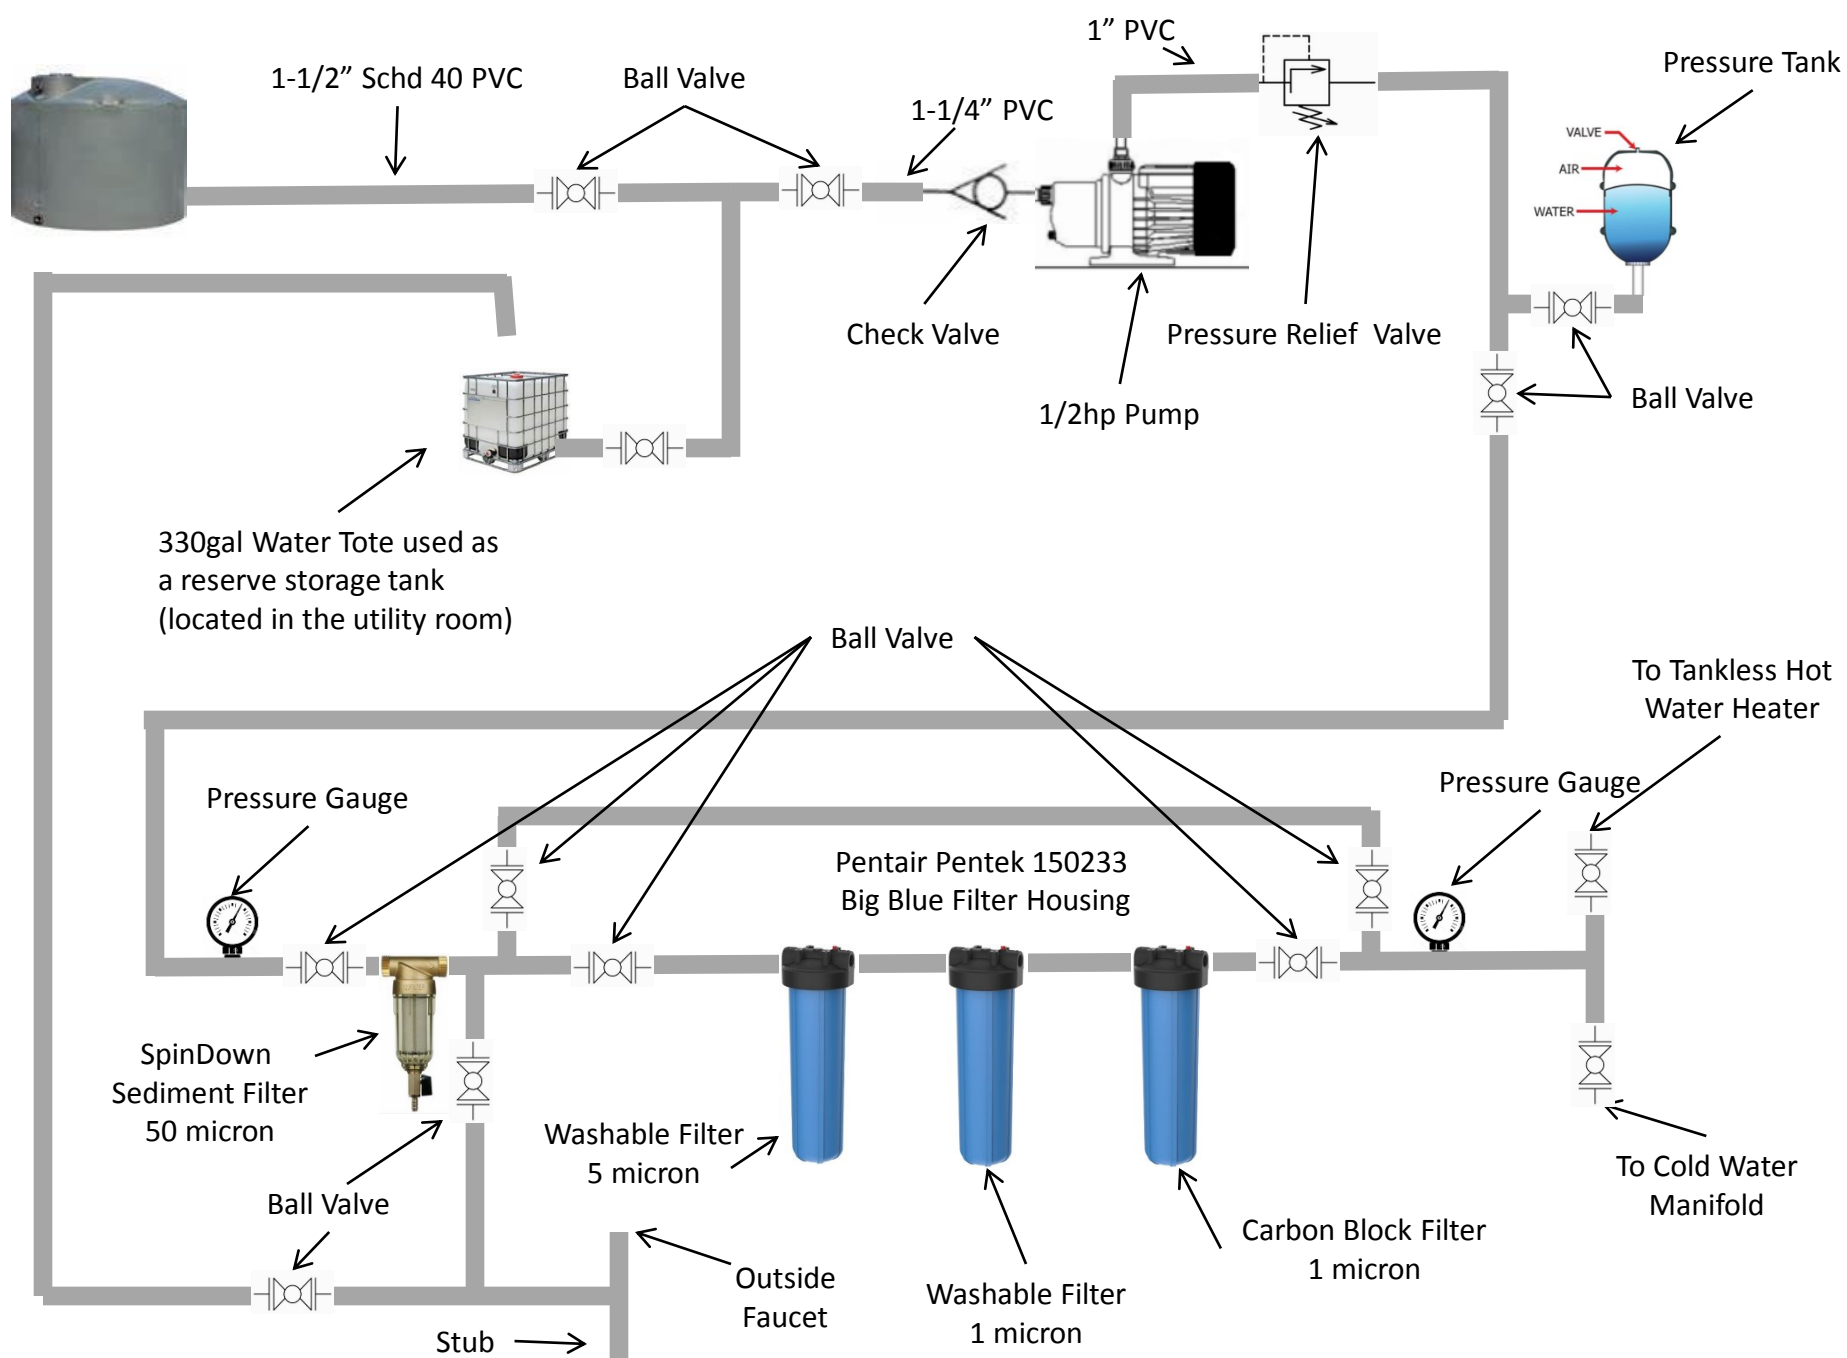 1” PVC
1-1/2” Schd 40 PVC
Ball Valve
1-1/4” PVC
Pressure Tank
VALVE
AIR
WATER
Check Valve
Pressure Relief  Valve
1/2hp Pump
Ball Valve
330gal Water Tote used as
a reserve storage tank
(located in the utility room)
Ball Valve
To Tankless Hot
Water Heater
Pressure Gauge
Pressure Gauge
Pentair Pentek 150233
Big Blue Filter Housing
SpinDown
Sediment Filter
50 micron
Washable Filter
5 micron
Ball Valve
To Cold Water
Manifold
Carbon Block Filter
1 micron
Outside
Faucet
Washable Filter
1 micron
Stub